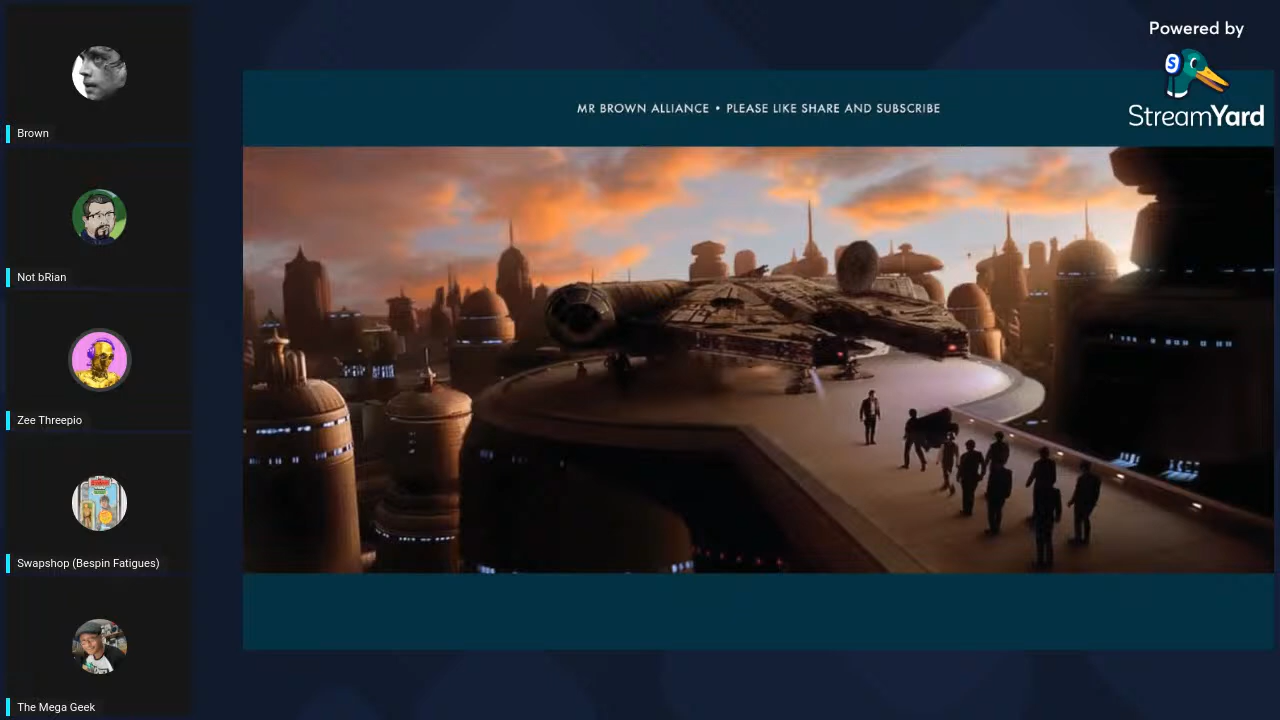 Powered by
StreamYard
MR BROWN ALLIANCE • PLEASE LIKE SHARE AND SUBSCRIBE
Brown
Not bRian
Zee Threepio
Swapshop (Bespin Fatigues)
The Mega Geek